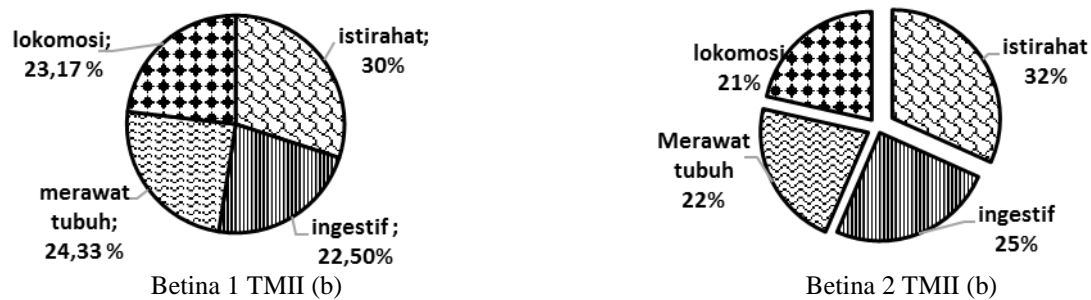 lokomosi;
23,17 %
istirahat;
30%
merawat
tubuh;
24,33 %
ingestif ;
22,50%
Betina 1 TMII (b)
lokomosi
21%
istirahat
32%
Merawat
tubuh
22%
ingestif
25%
Betina 2 TMII (b)